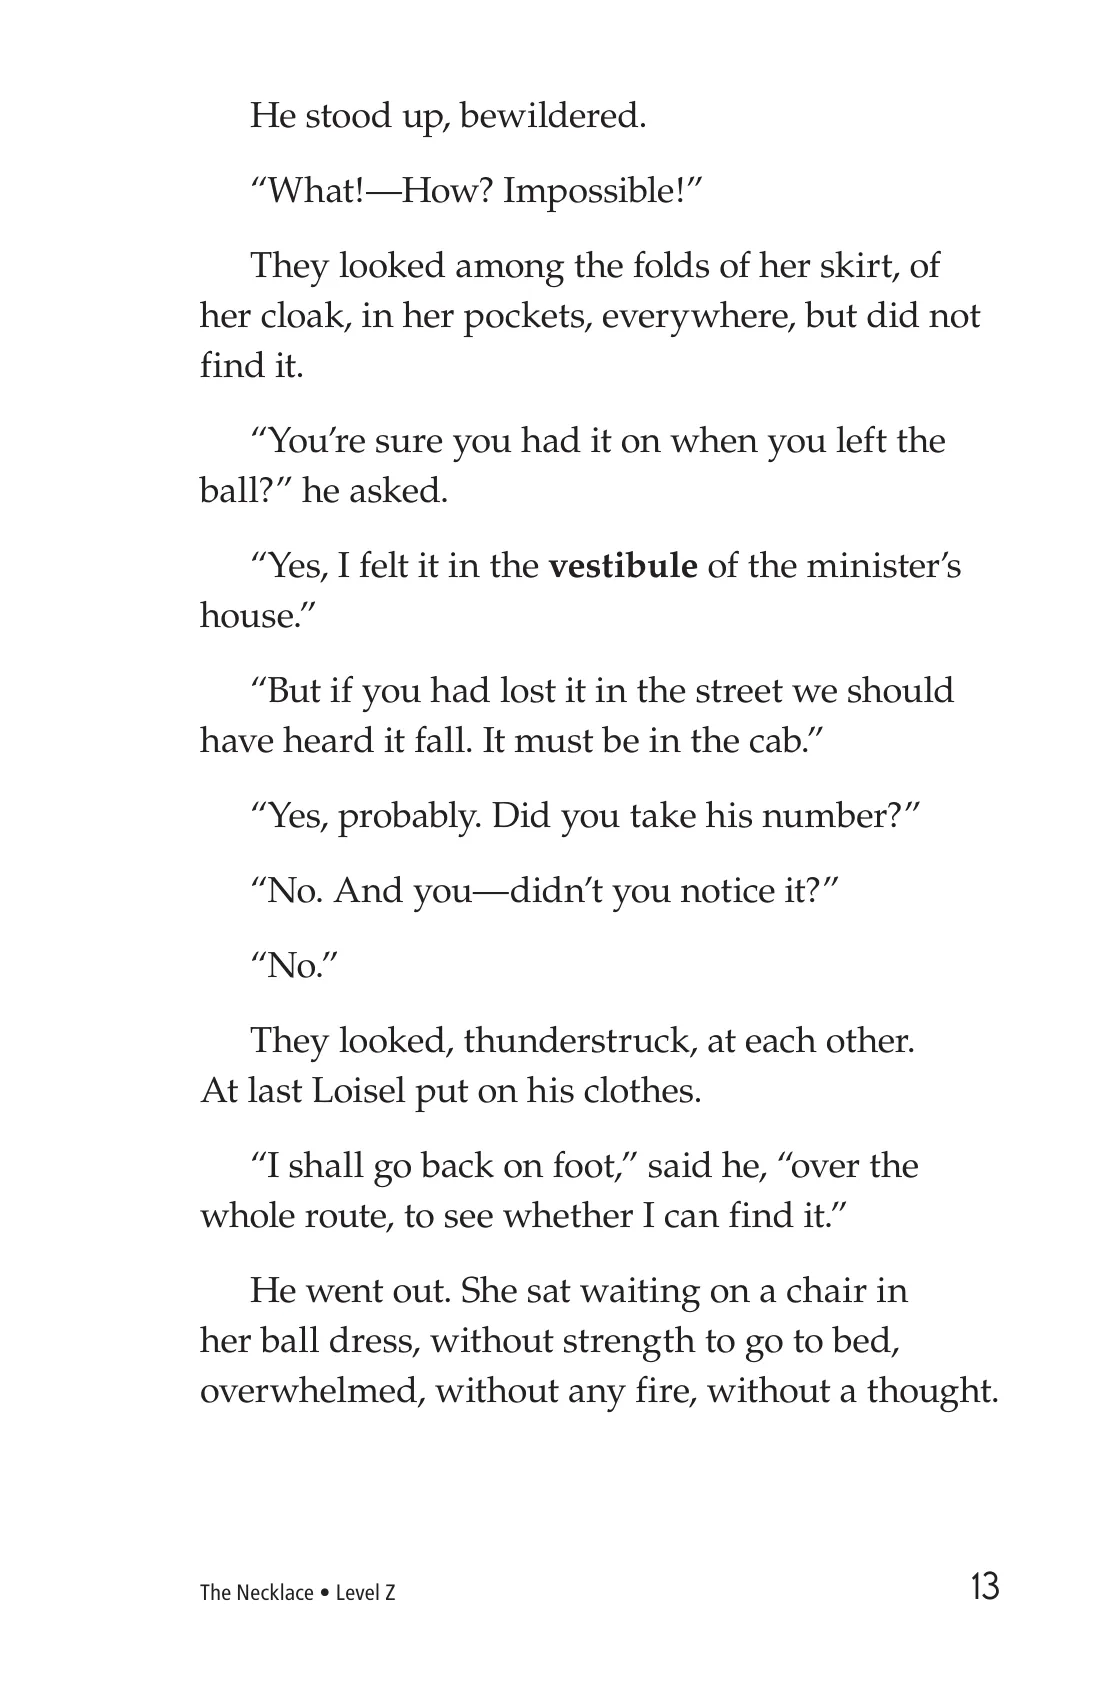 He stood up, bewildered.
“What!—How? Impossible!”
They looked among the folds of her skirt, of
her cloak, in her pockets, everywhere, but did not
find it.
“You’re sure you had it on when you left the
ball?” he asked.
“Yes, I felt it in the vestibule of the minister’s
house.”
“But if you had lost it in the street we should
have heard it fall. It must be in the cab.”
“Yes, probably. Did you take his number?”
“No. And you—didn’t you notice it?”
“No.”
They looked, thunderstruck, at each other.
At last Loisel put on his clothes.
“I shall go back on foot,” said he, “over the
whole route, to see whether I can find it.”
He went out. She sat waiting on a chair in
her ball dress, without strength to go to bed,
overwhelmed, without any fire, without a thought.
The Necklace • Level Z 13